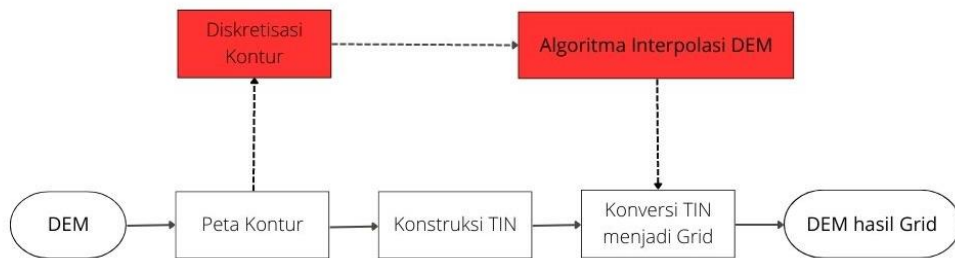 Diskretisasi
Kontur
Algoritma Interpolasi DEM
DEM
Peta Kontur
Konstruksi TIN
Konversi TIN
menjadi Grid
DEM hasil Grid